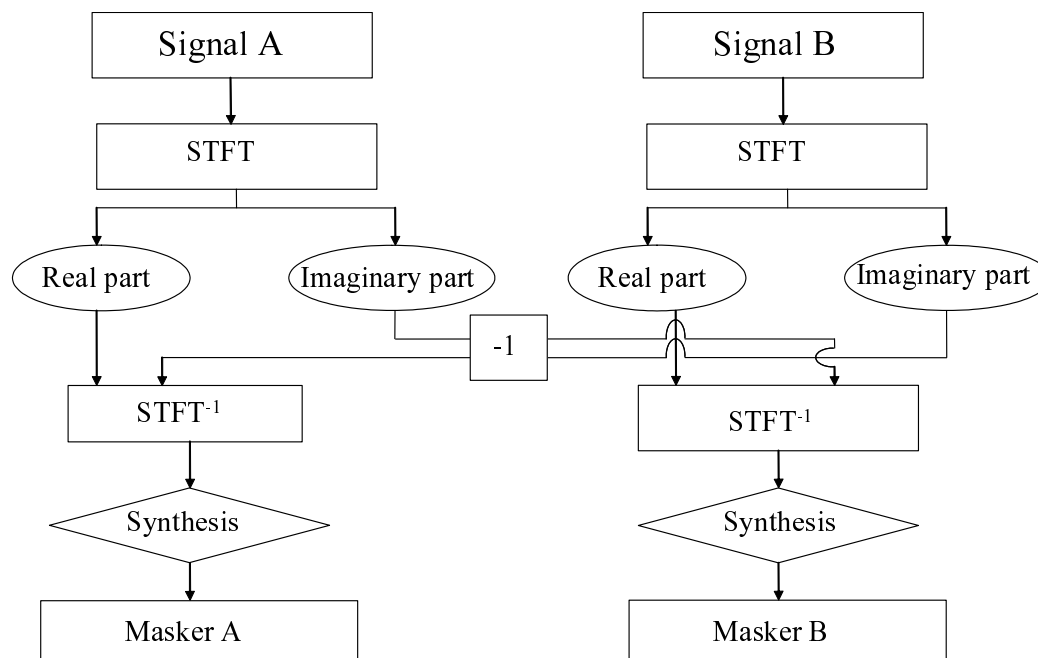 Signal A
Signal B
STFT
STFT
Real part
Imaginary part
Real part
Imaginary part
-1
STFT⁻¹
STFT⁻¹
Synthesis
Synthesis
Masker A
Masker B